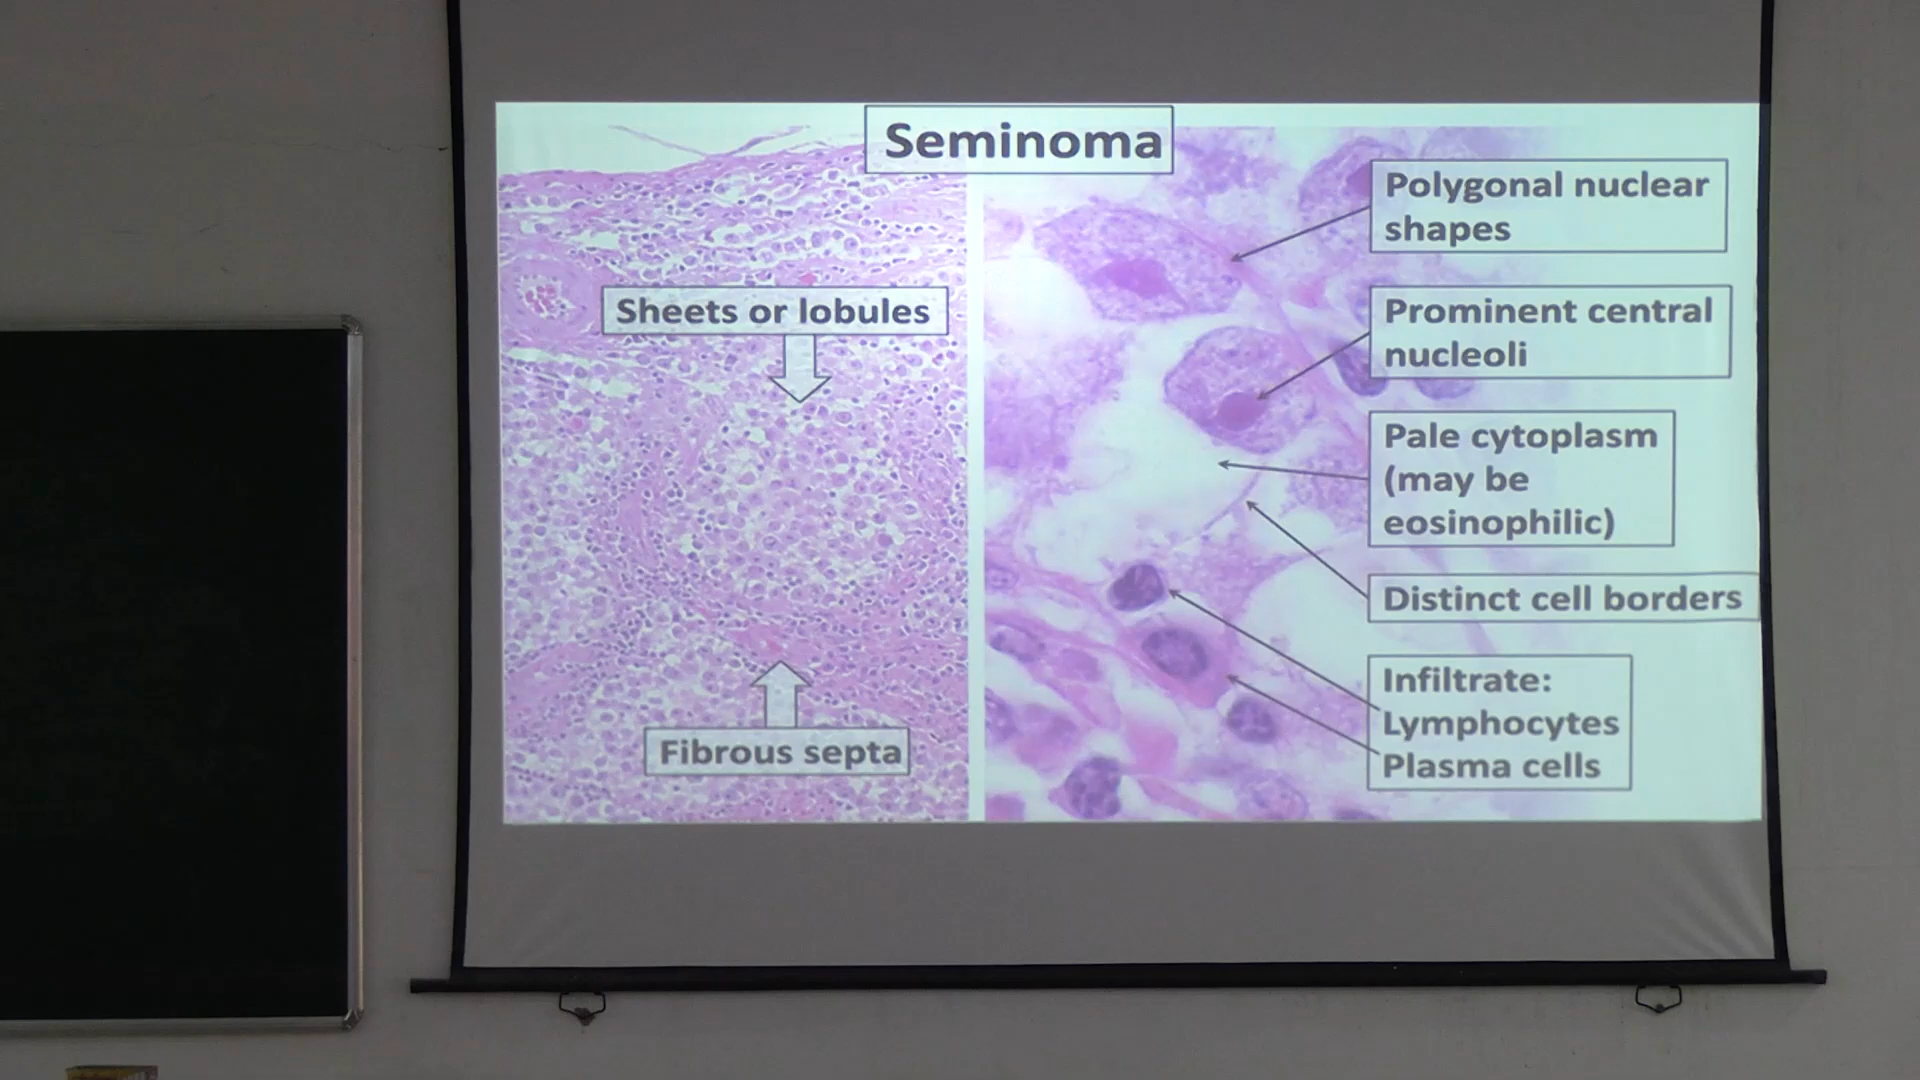 Seminoma
Sheets or lobules
Fibrous septa
Polygonal nuclear
shapes
Prominent central
nucleoli
Pale cytoplasm
(may be
eosinophilic)
Distinct cell borders
Infiltrate:
Lymphocytes
Plasma cells